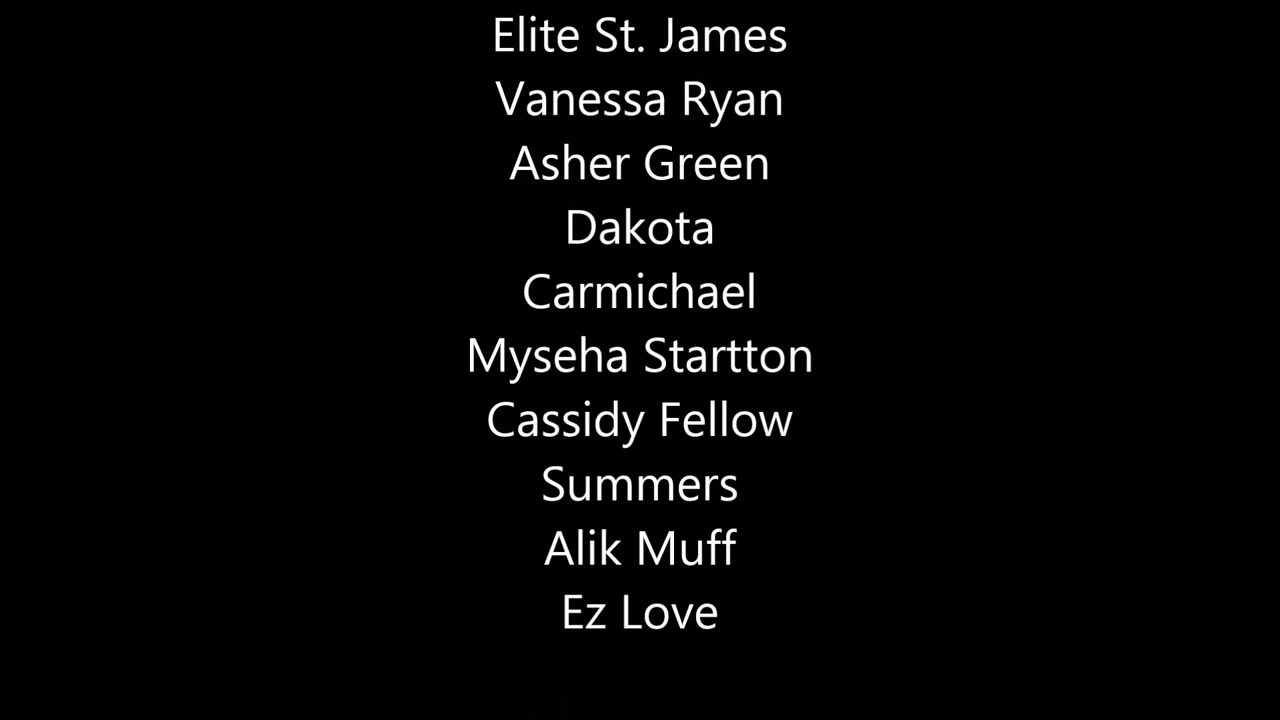 Elite St. James
Vanessa Ryan
Asher Green
Dakota
Carmichael
Myseha Startton
Cassidy Fellow
Summers
Alik Muff
Ez Love